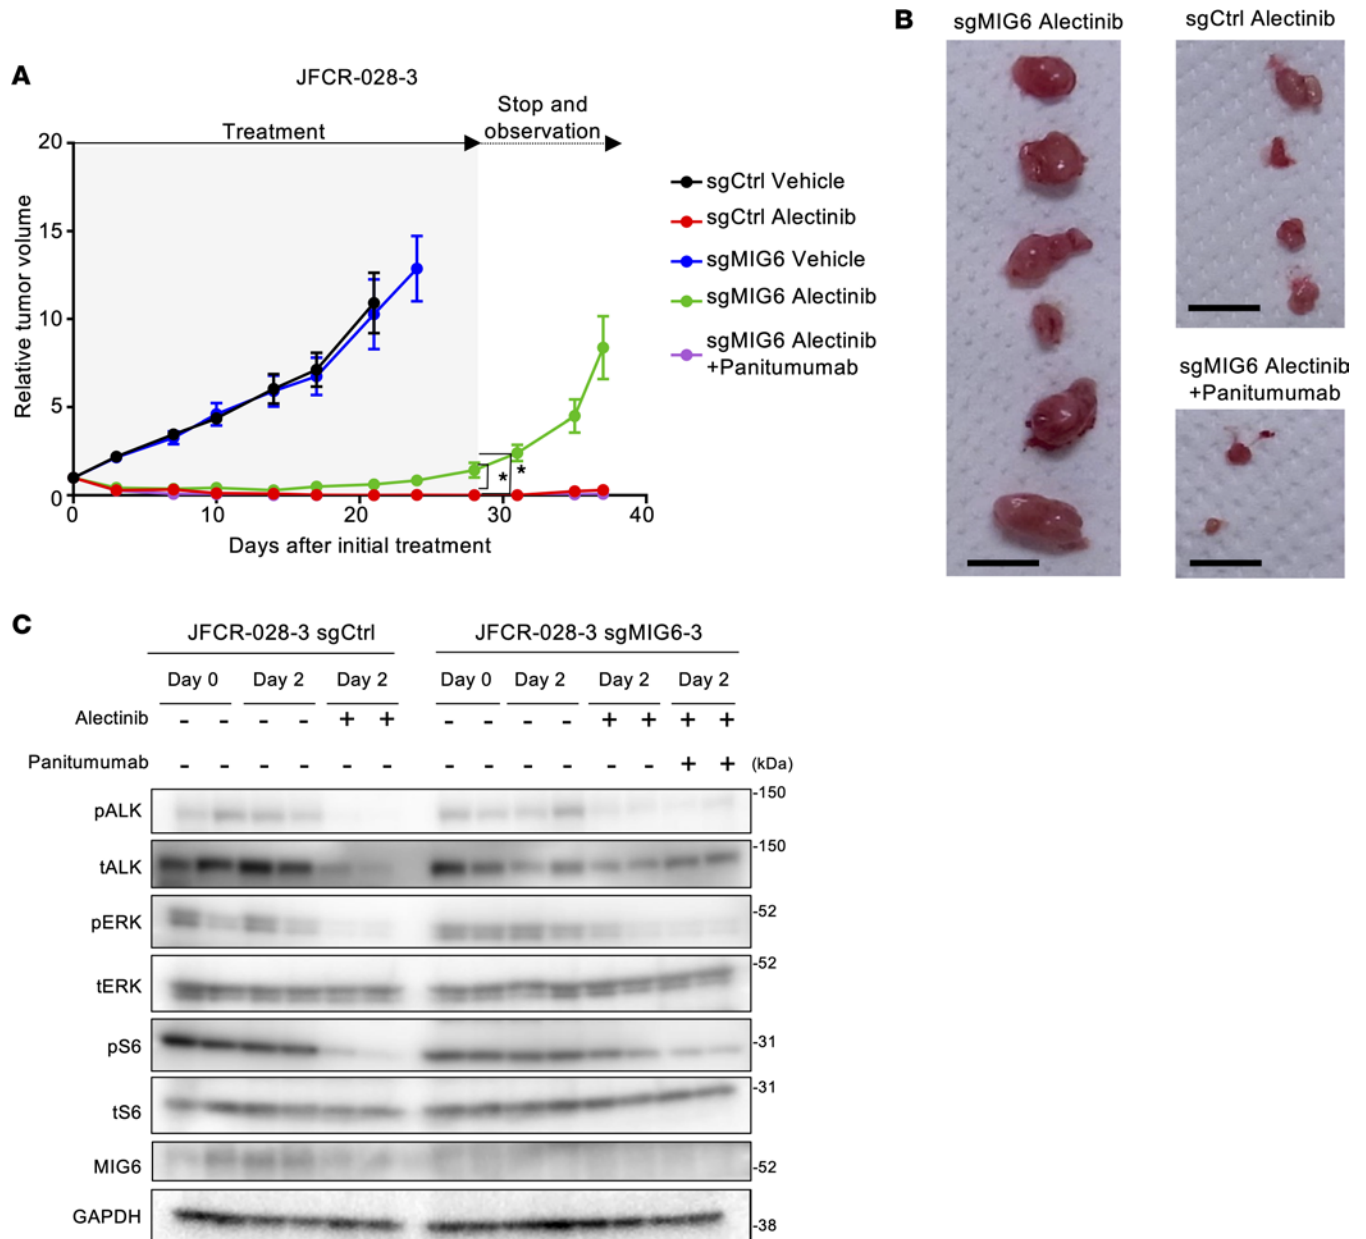 A
JFCR-028-3
Treatment
Stop and
observation
20
15
10
5
0
Relative tumor volume
0 10 20 30 40
Days after initial treatment
* *
sgCtrl Vehicle
sgCtrl Alectinib
sgMIG6 Vehicle
sgMIG6 Alectinib
sgMIG6 Alectinib
+Panitumumab
B
sgMIG6 Alectinib
sgCtrl Alectinib
sgMIG6 Alectinib
+Panitumumab
C
JFCR-028-3 sgCtrl JFCR-028-3 sgMIG6-3
Day 0 Day 2 Day 2 Day 0 Day 2 Day 2 Day 2
Alectinib - - - - + + - - - - + + + +
Panitumumab - - - - - - - - - - - - + + (kDa)
pALK -150
tALK -150
pERK -52
tERK -52
pS6 -31
tS6 -31
MIG6 -52
GAPDH -38